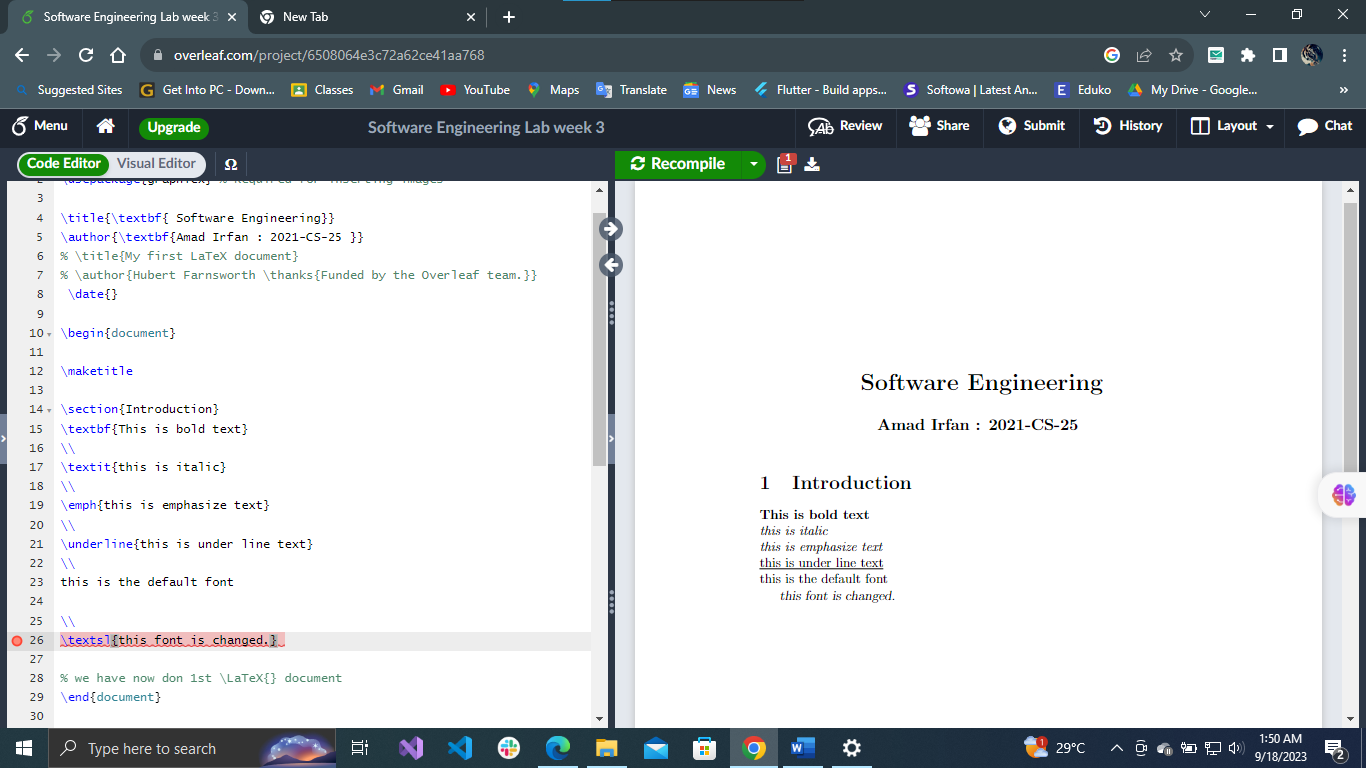 Software Engineering Lab week 3
New Tab
overleaf.com/project/6508064e3c72a62ce41aa768
Suggested Sites
Get Into PC - Down...
Classes
Gmail
YouTube
Maps
Translate
News
Flutter - Build apps...
Softowa | Latest An...
Eduko
My Drive - Google...
»
Menu
Upgrade
Software Engineering Lab week 3
Review
Share
Submit
History
Layout
Chat
Code Editor
Visual Editor
Ω
Recompile
1
2 \usepackage{graphicx} % Required for inserting images
3
4 \title{\textbf{ Software Engineering}}
5 \author{\textbf{Amad Irfan : 2021-CS-25 }}
6 % \title{My first LaTeX document}
7 % \author{Hubert Farnsworth \thanks{Funded by the Overleaf team.}}
8 \date{}
9
10 \begin{document}
11
12 \maketitle
13
14 \section{Introduction}
15 \textbf{This is bold text}
16 \\
17 \textit{this is italic}
18 \\
19 \emph{this is emphasize text}
20 \\
21 \underline{this is under line text}
22 \\
23 this is the default font
24
25 \\
26 \textsl{this font is changed.}
27
28 % we have now don 1st \LaTeX{} document
29 \end{document}
30
Software Engineering
Amad Irfan : 2021-CS-25
1 Introduction
This is bold text
this is italic
this is emphasize text
this is under line text
this is the default font
this font is changed.
Type here to search
1
29°C
1:50 AM
9/18/2023
2